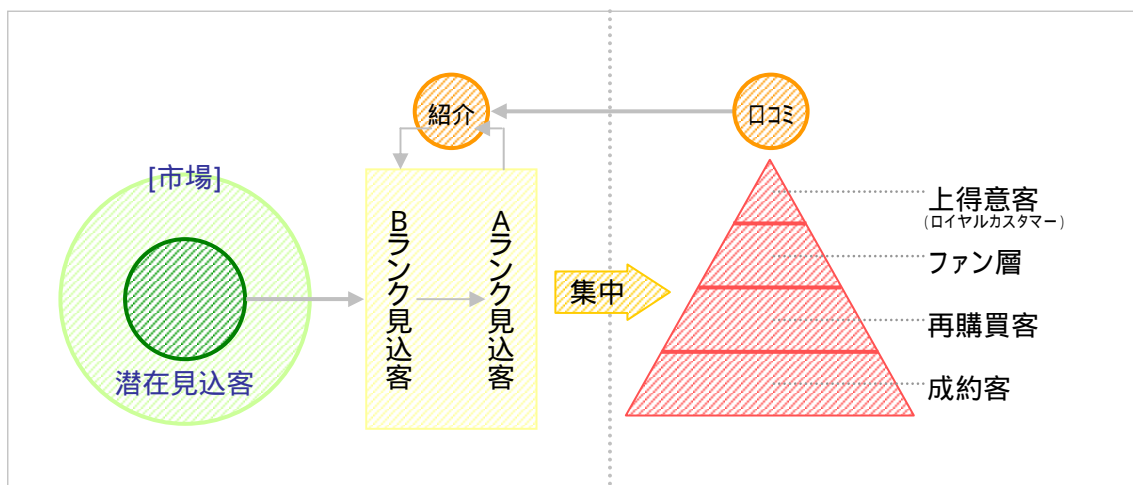 紹介
口コミ
[市場]
潜在見込客
Bランク見込客
Aランク見込客
集中
上得意客
(ロイヤルカスタマー)
ファン層
再購買客
成約客